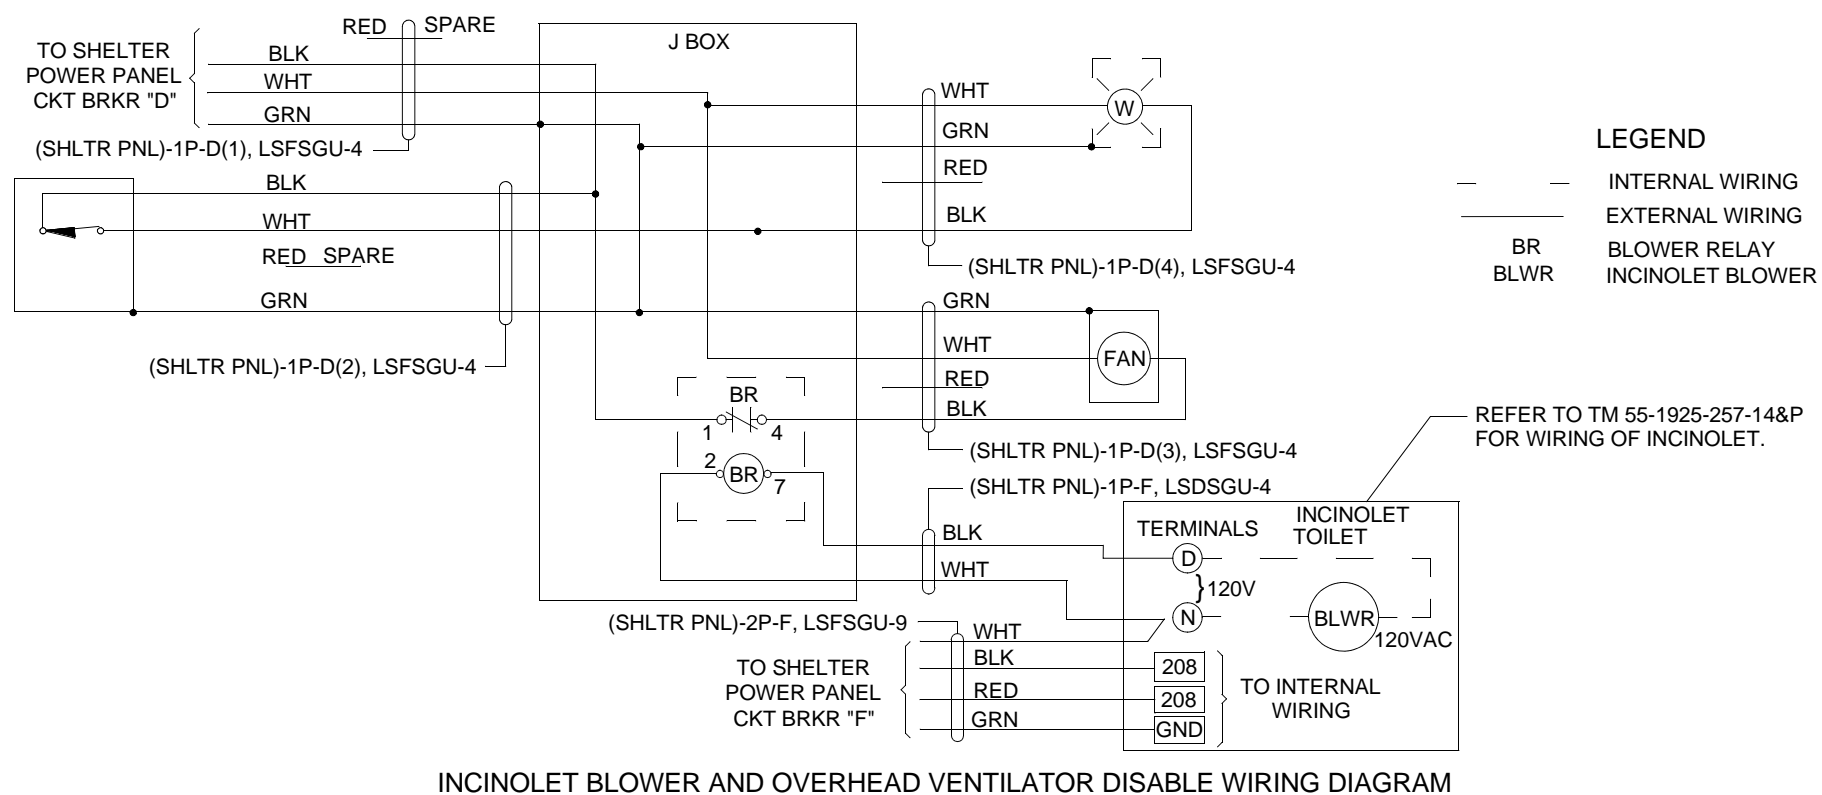 RED SPARE
TO SHELTER
POWER PANEL
CKT BRKR "D"
BLK
WHT
GRN
(SHLTR PNL)-1P-D(1), LSFSGU-4
J BOX
BLK
WHT
RED SPARE
GRN
(SHLTR PNL)-1P-D(2), LSFSGU-4
WHT
GRN
RED
BLK
W
(SHLTR PNL)-1P-D(4), LSFSGU-4
LEGEND
INTERNAL WIRING
EXTERNAL WIRING
BR BLOWER RELAY
BLWR INCINOLET BLOWER
GRN
WHT
RED
BLK
FAN
(SHLTR PNL)-1P-D(3), LSFSGU-4
BR
1 4
2
BR
7
(SHLTR PNL)-1P-F, LSDSGU-4
BLK
WHT
REFER TO TM 55-1925-257-14&P
FOR WIRING OF INCINOLET.
INCINOLET
TOILET
TERMINALS
D
}120V
N
BLWR
120VAC
(SHLTR PNL)-2P-F, LSFSGU-9
TO SHELTER
POWER PANEL
CKT BRKR "F"
WHT
BLK
RED
GRN
208
208
GND
TO INTERNAL
WIRING
INCINOLET BLOWER AND OVERHEAD VENTILATOR DISABLE WIRING DIAGRAM